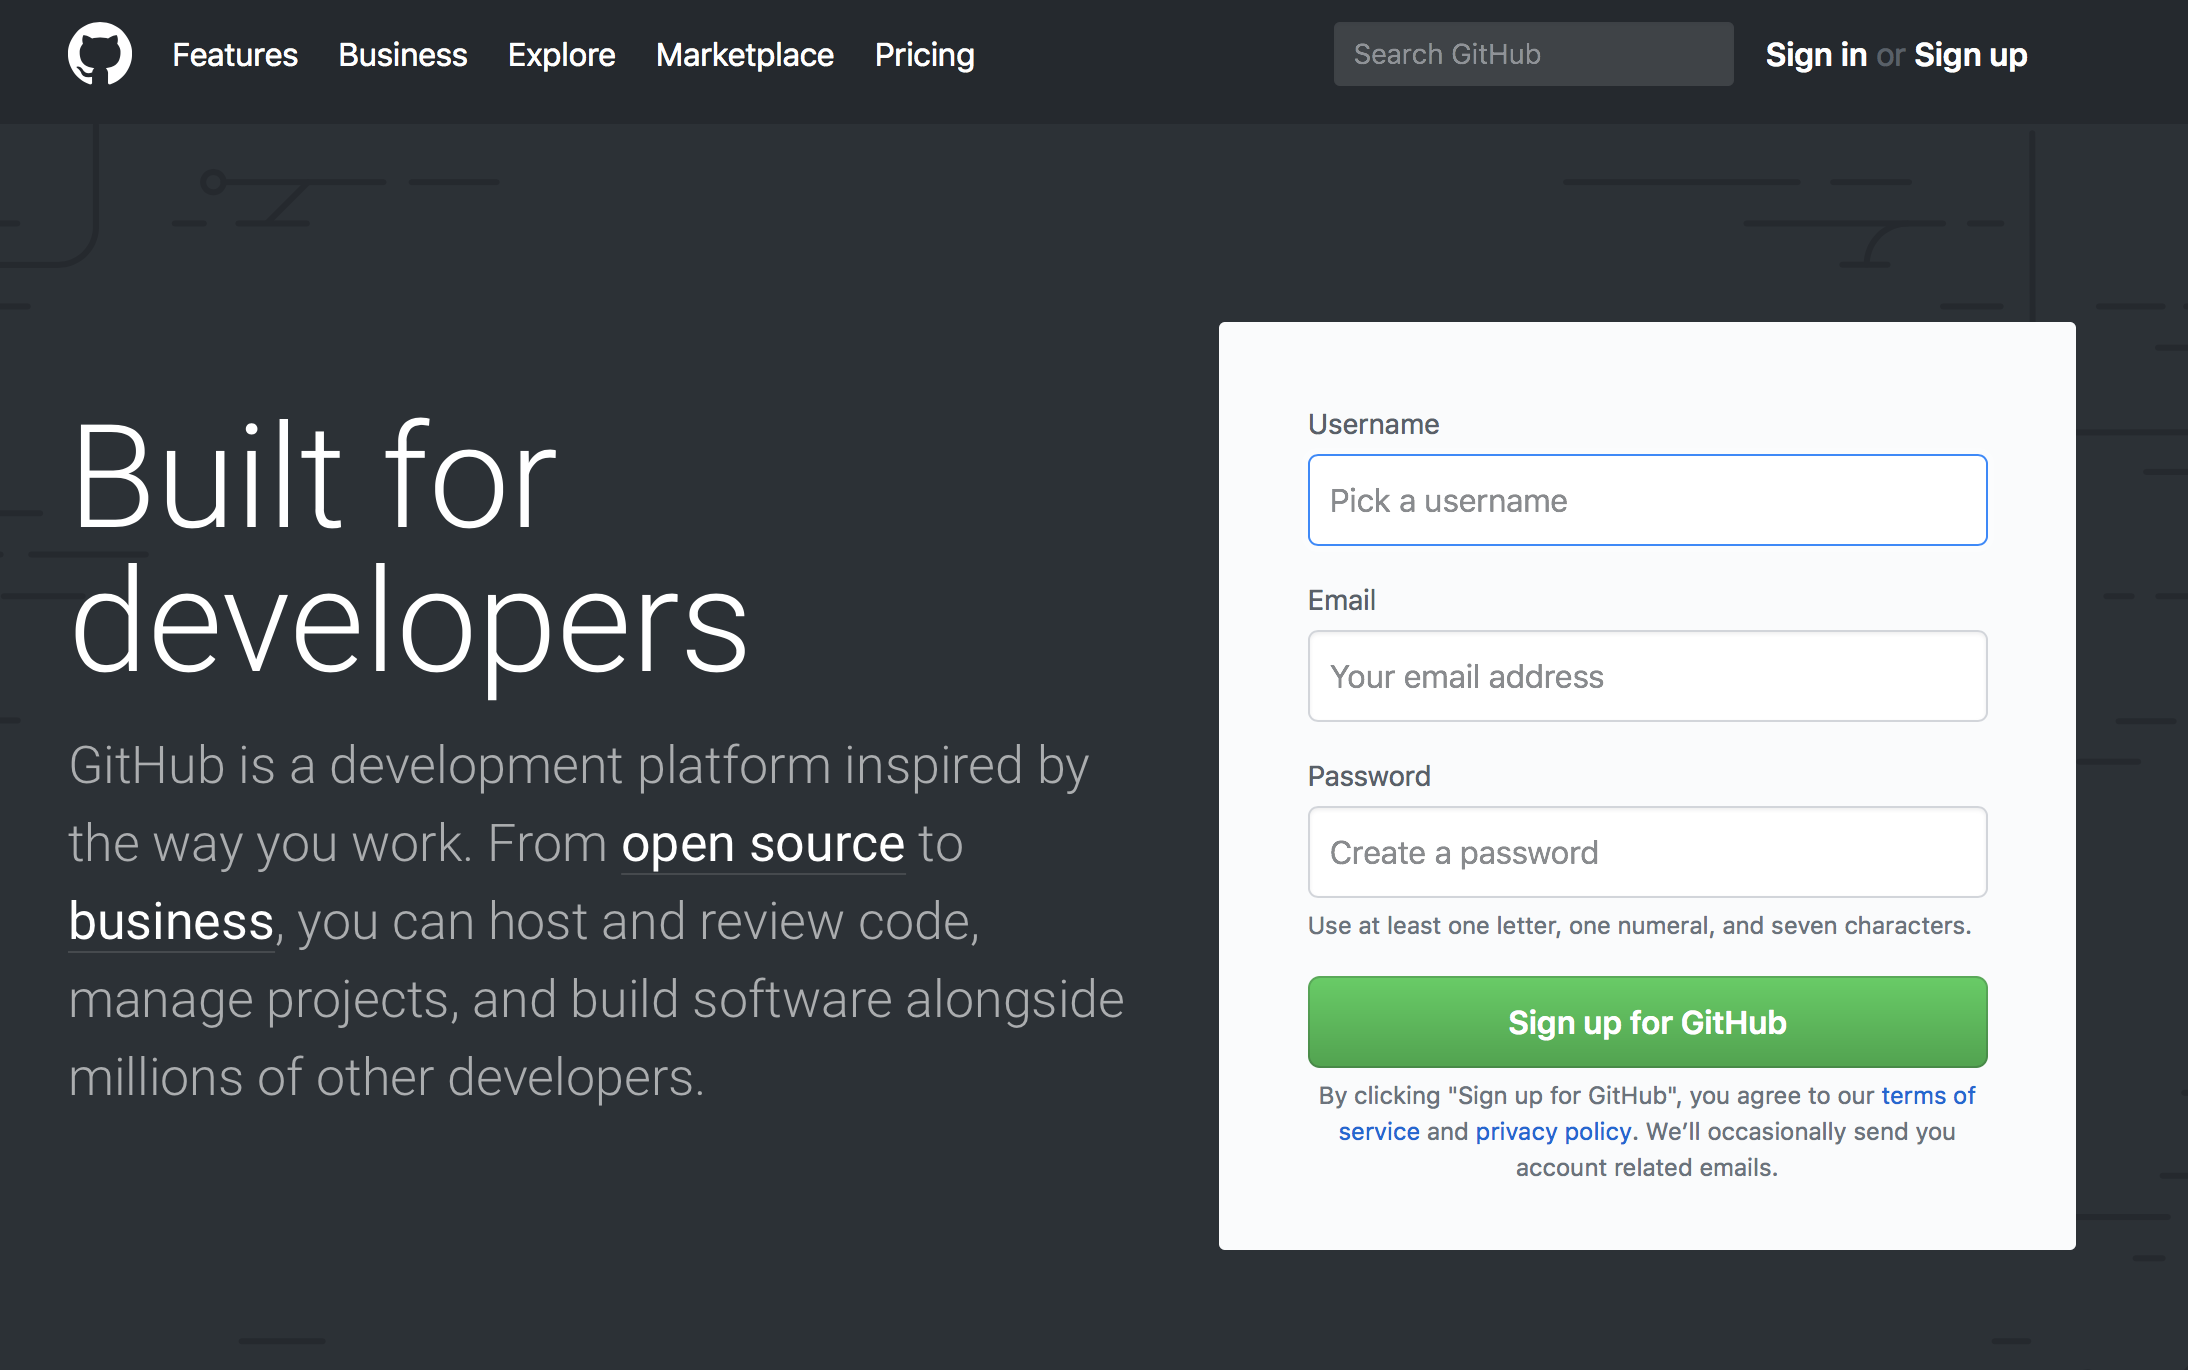 Features Business Explore Marketplace Pricing Search GitHub Sign in or Sign up
Built for
developers
GitHub is a development platform inspired by
the way you work. From open source to
business, you can host and review code,
manage projects, and build software alongside
millions of other developers.
Username
Pick a username
Email
Your email address
Password
Create a password
Use at least one letter, one numeral, and seven characters.
Sign up for GitHub
By clicking "Sign up for GitHub", you agree to our terms of
service and privacy policy. We’ll occasionally send you
account related emails.